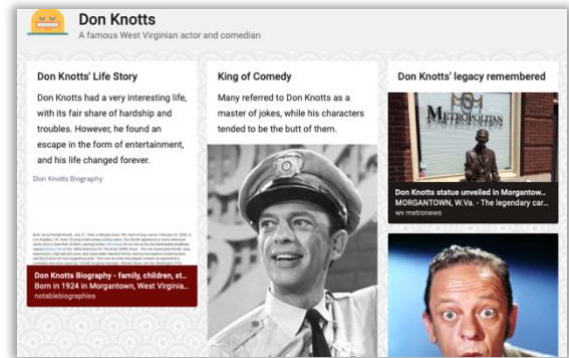 Don Knotts
A famous West Virginian actor and comedian
Don Knotts' Life Story
Don Knotts had a very interesting life,
with its fair share of hardship and
troubles. However, he found an
escape in the form of entertainment,
and his life changed forever.
Don Knotts Biography
Don Knotts Biography - family, children, st...
Born in 1924 in Morgantown, West Virginia...
notablebiographies
King of Comedy
Many referred to Don Knotts as a
master of jokes, while his characters
tended to be the butt of them.
Don Knotts' legacy remembered
METROPOLITAN
Don Knotts statue unveiled in Morgantow...
MORGANTOWN, W.Va. - The legendary car...
wv metronews